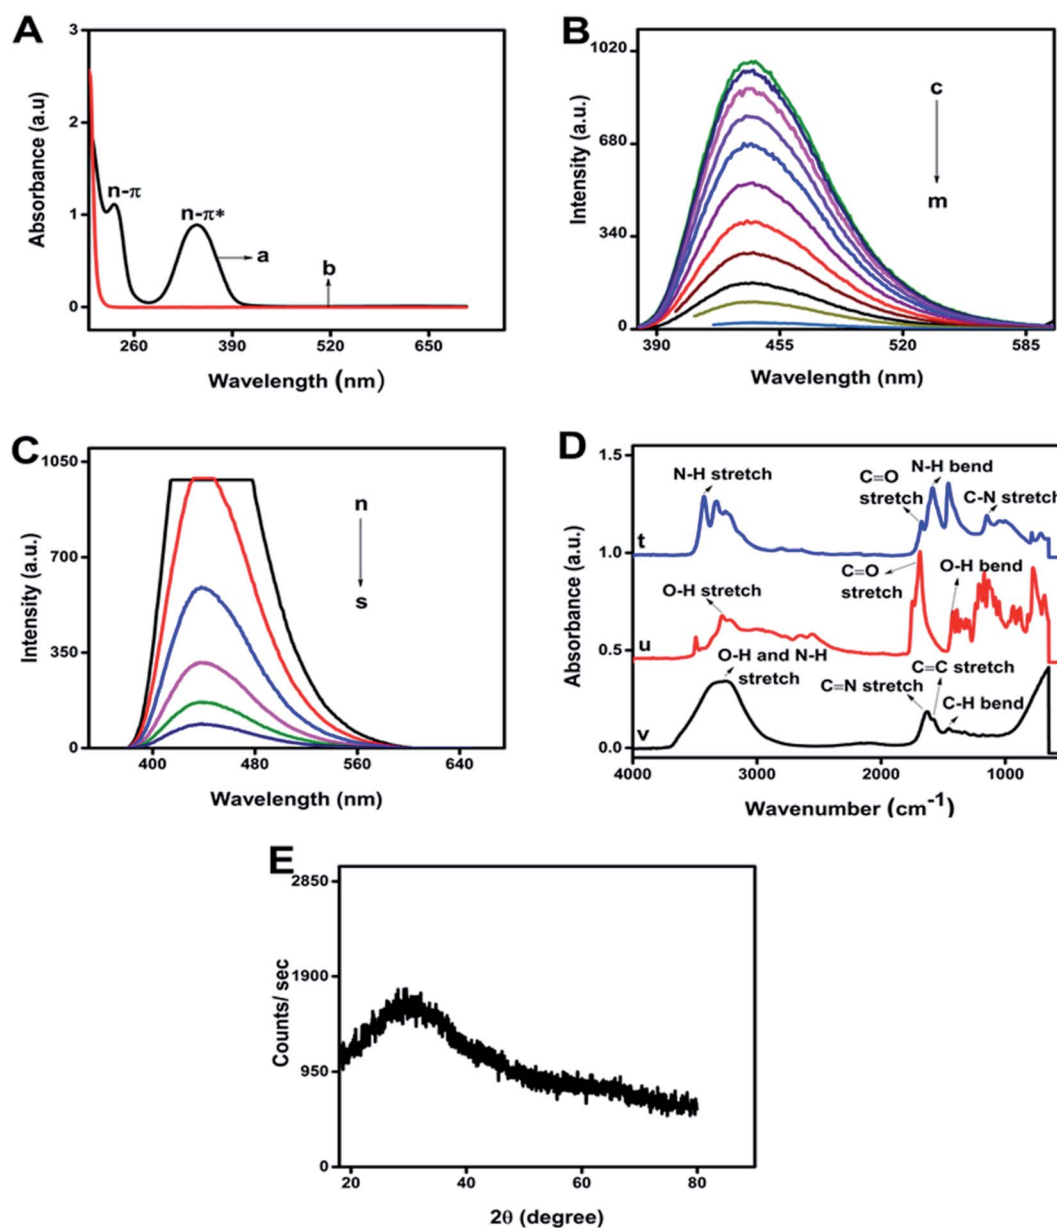 A
3
2
1
0
Absorbance (a.u)
n-π
n-π*
a
b
260
390
520
650
Wavelength (nm)
B
1020
680
340
0
Intensity (a.u.)
c
m
390
455
520
585
Wavelength (nm)
C
1050
700
350
0
Intensity (a.u.)
n
s
400
480
560
640
Wavelength (nm)
D
1.5
1.0
0.5
0.0
Absorbance (a.u.)
N-H stretch
C=O
stretch
N-H bend
C-N stretch
t
C=O
stretch
O-H bend
O-H stretch
u
O-H and N-H
stretch
C=C stretch
C=N stretch
C-H bend
v
4000
3000
2000
1000
Wavenumber (cm⁻¹)
E
2850
1900
950
0
Counts/ sec
20
40
60
80
2θ (degree)